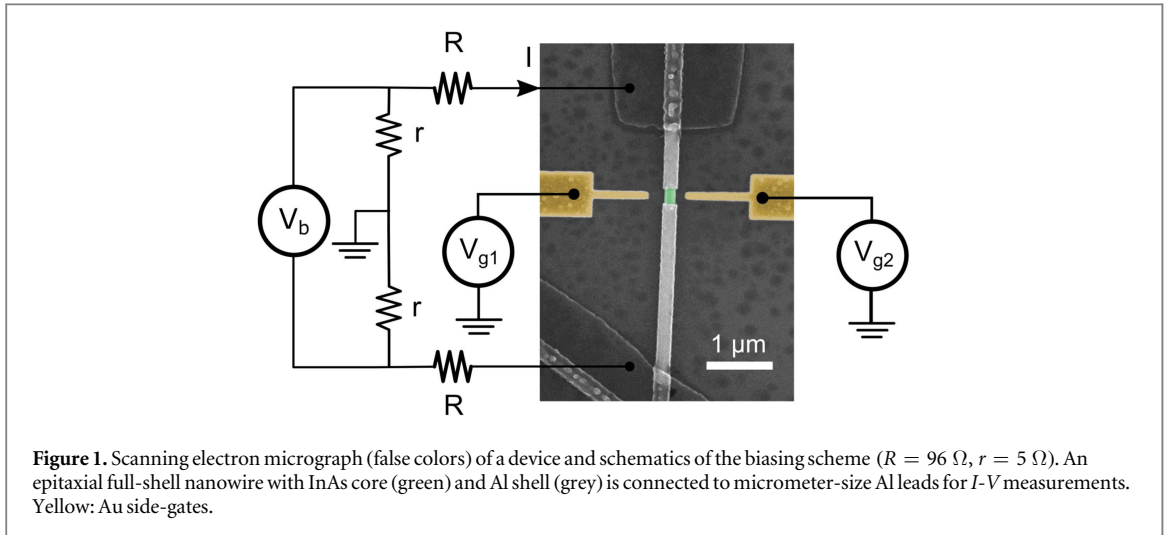 R
I
r
V_b
V_g1
V_g2
r
1 μm
R
Figure 1. Scanning electron micrograph (false colors) of a device and schematics of the biasing scheme (R = 96 Ω, r = 5 Ω). An
epitaxial full-shell nanowire with InAs core (green) and Al shell (grey) is connected to micrometer-size Al leads for I-V measurements.
Yellow: Au side-gates.